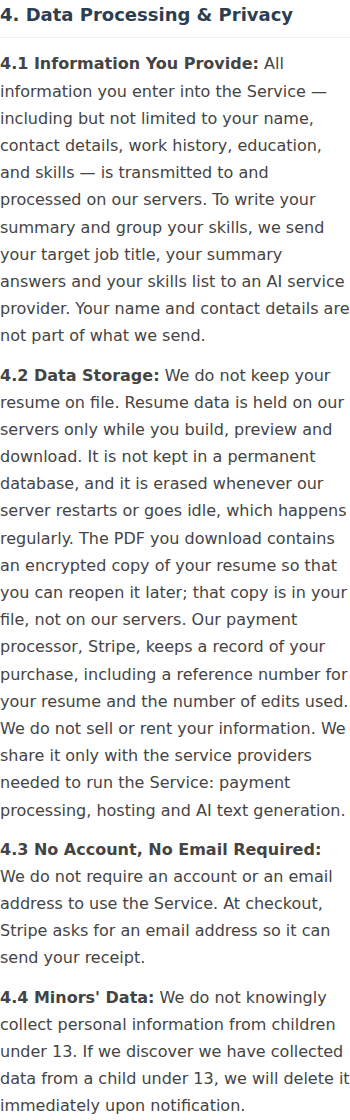 4. Data Processing & Privacy
4.1 Information You Provide: All
information you enter into the Service —
including but not limited to your name,
contact details, work history, education,
and skills — is transmitted to and
processed on our servers. To write your
summary and group your skills, we send
your target job title, your summary
answers and your skills list to an AI service
provider. Your name and contact details are
not part of what we send.
4.2 Data Storage: We do not keep your
resume on file. Resume data is held on our
servers only while you build, preview and
download. It is not kept in a permanent
database, and it is erased whenever our
server restarts or goes idle, which happens
regularly. The PDF you download contains
an encrypted copy of your resume so that
you can reopen it later; that copy is in your
file, not on our servers. Our payment
processor, Stripe, keeps a record of your
purchase, including a reference number for
your resume and the number of edits used.
We do not sell or rent your information. We
share it only with the service providers
needed to run the Service: payment
processing, hosting and AI text generation.
4.3 No Account, No Email Required:
We do not require an account or an email
address to use the Service. At checkout,
Stripe asks for an email address so it can
send your receipt.
4.4 Minors' Data: We do not knowingly
collect personal information from children
under 13. If we discover we have collected
data from a child under 13, we will delete it
immediately upon notification.